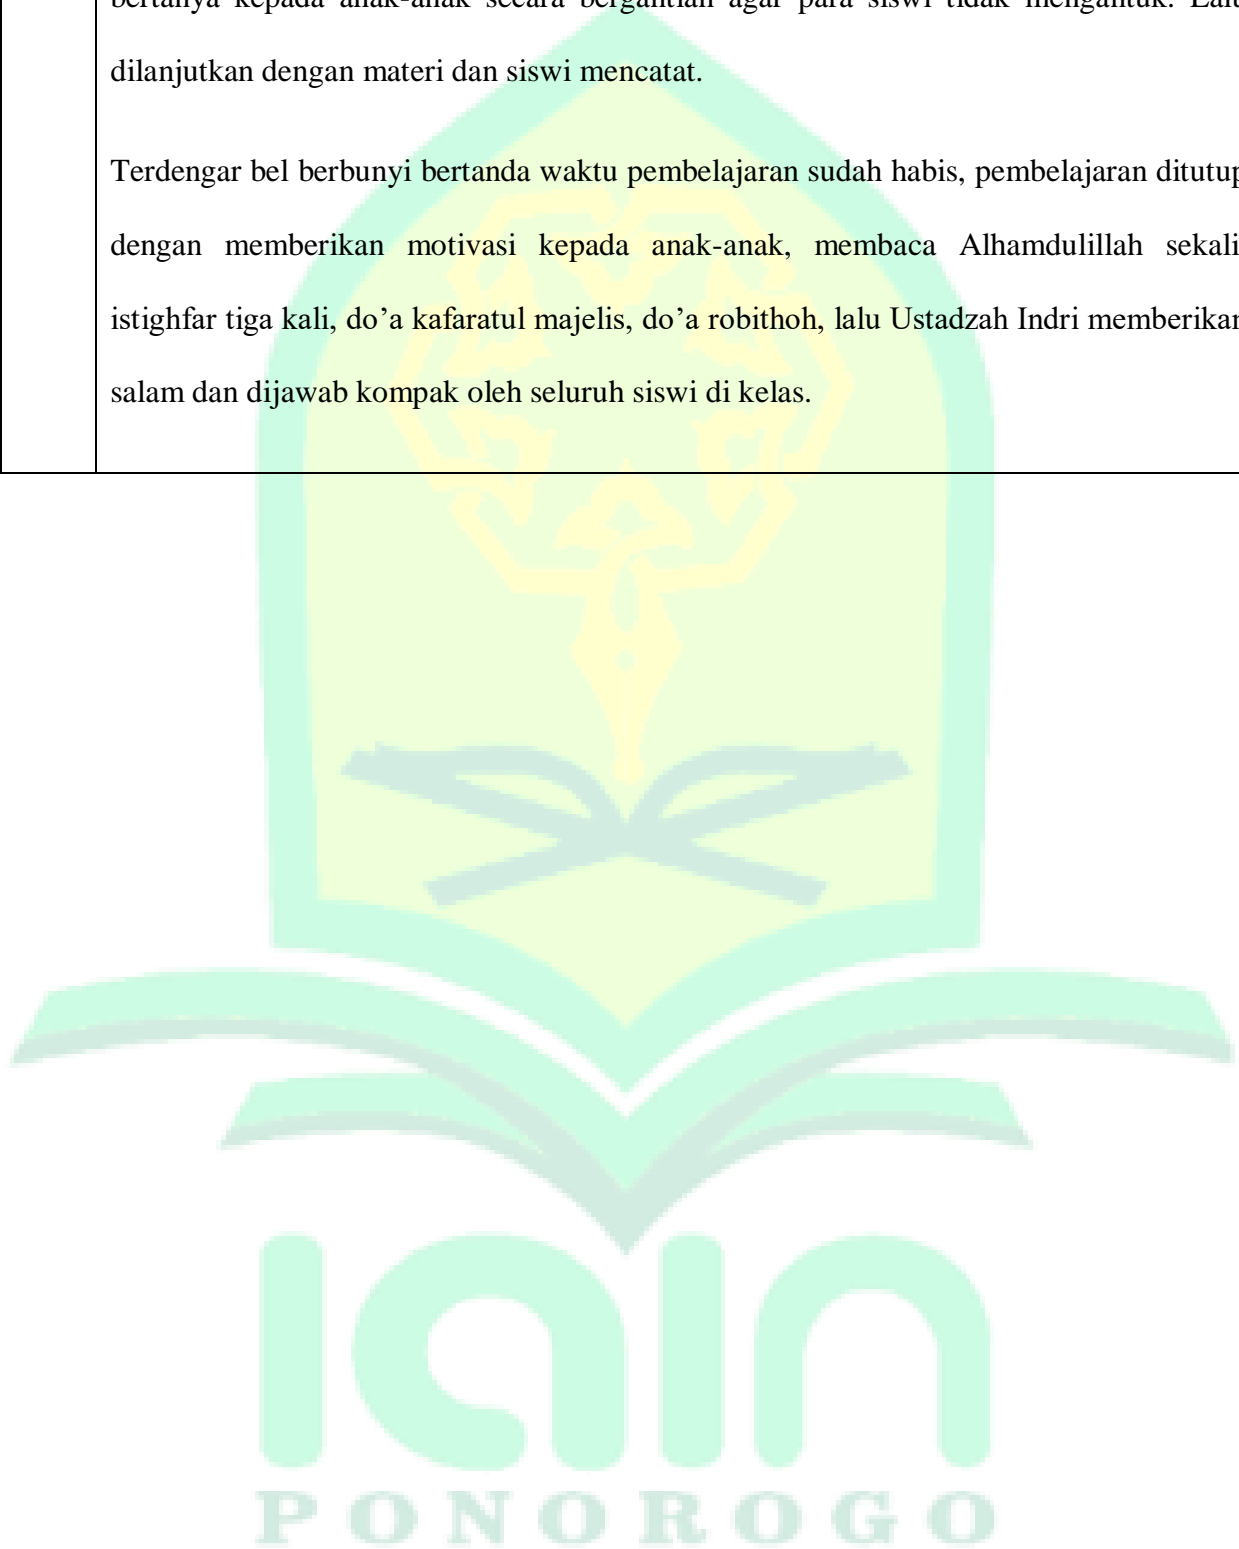 bertanya kepada anak-anak secara bergantian agar para siswi tidak mengantuk. Lalu
dilanjutkan dengan materi dan siswi mencatat.
Terdengar bel berbunyi bertanda waktu pembelajaran sudah habis, pembelajaran ditutup
dengan memberikan motivasi kepada anak-anak, membaca Alhamdulillah sekali
istighfar tiga kali, do’a kafaratul majelis, do’a robithoh, lalu Ustadzah Indri memberikan
salam dan dijawab kompak oleh seluruh siswi di kelas.
iain
PONOROGO